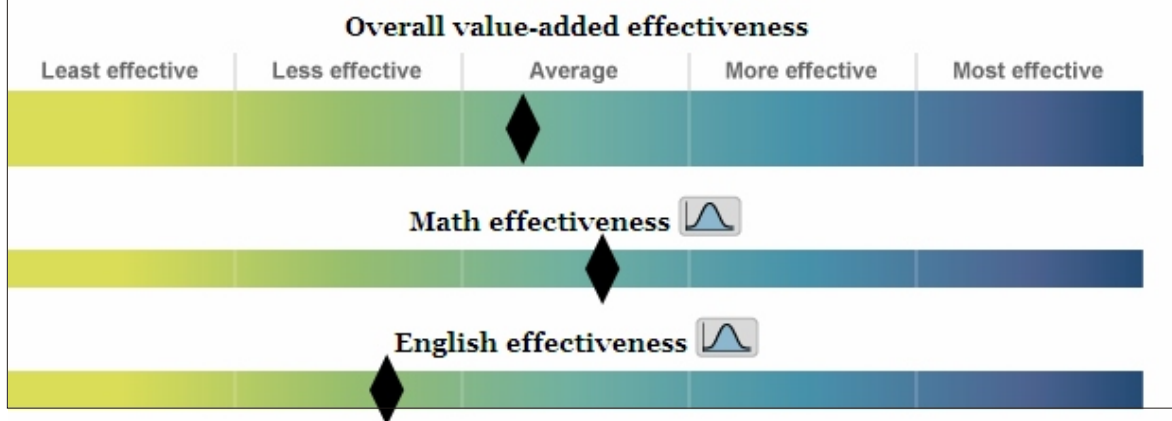 Overall value-added effectiveness
Least effective Less effective Average More effective Most effective
Math effectiveness
English effectiveness